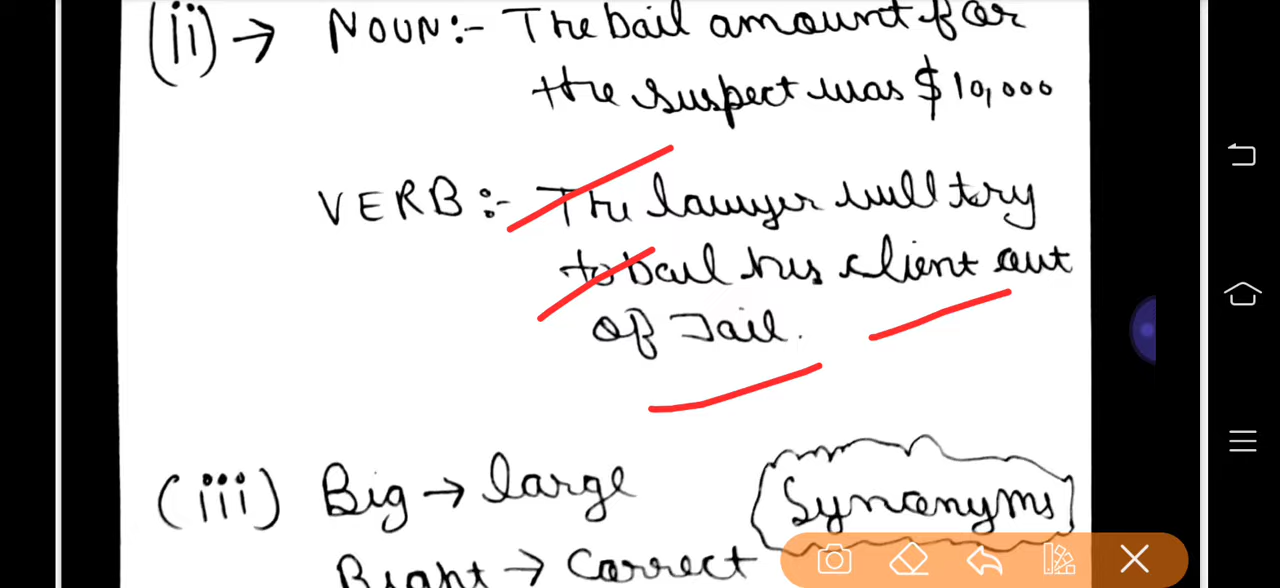 (ii) → NOUN:- The bail amount for
the suspect was $10,000
VERB:- The lawyer will try
to bail his client out
of Jail.
(iii) Big → large
Synonyms
Right → Correct